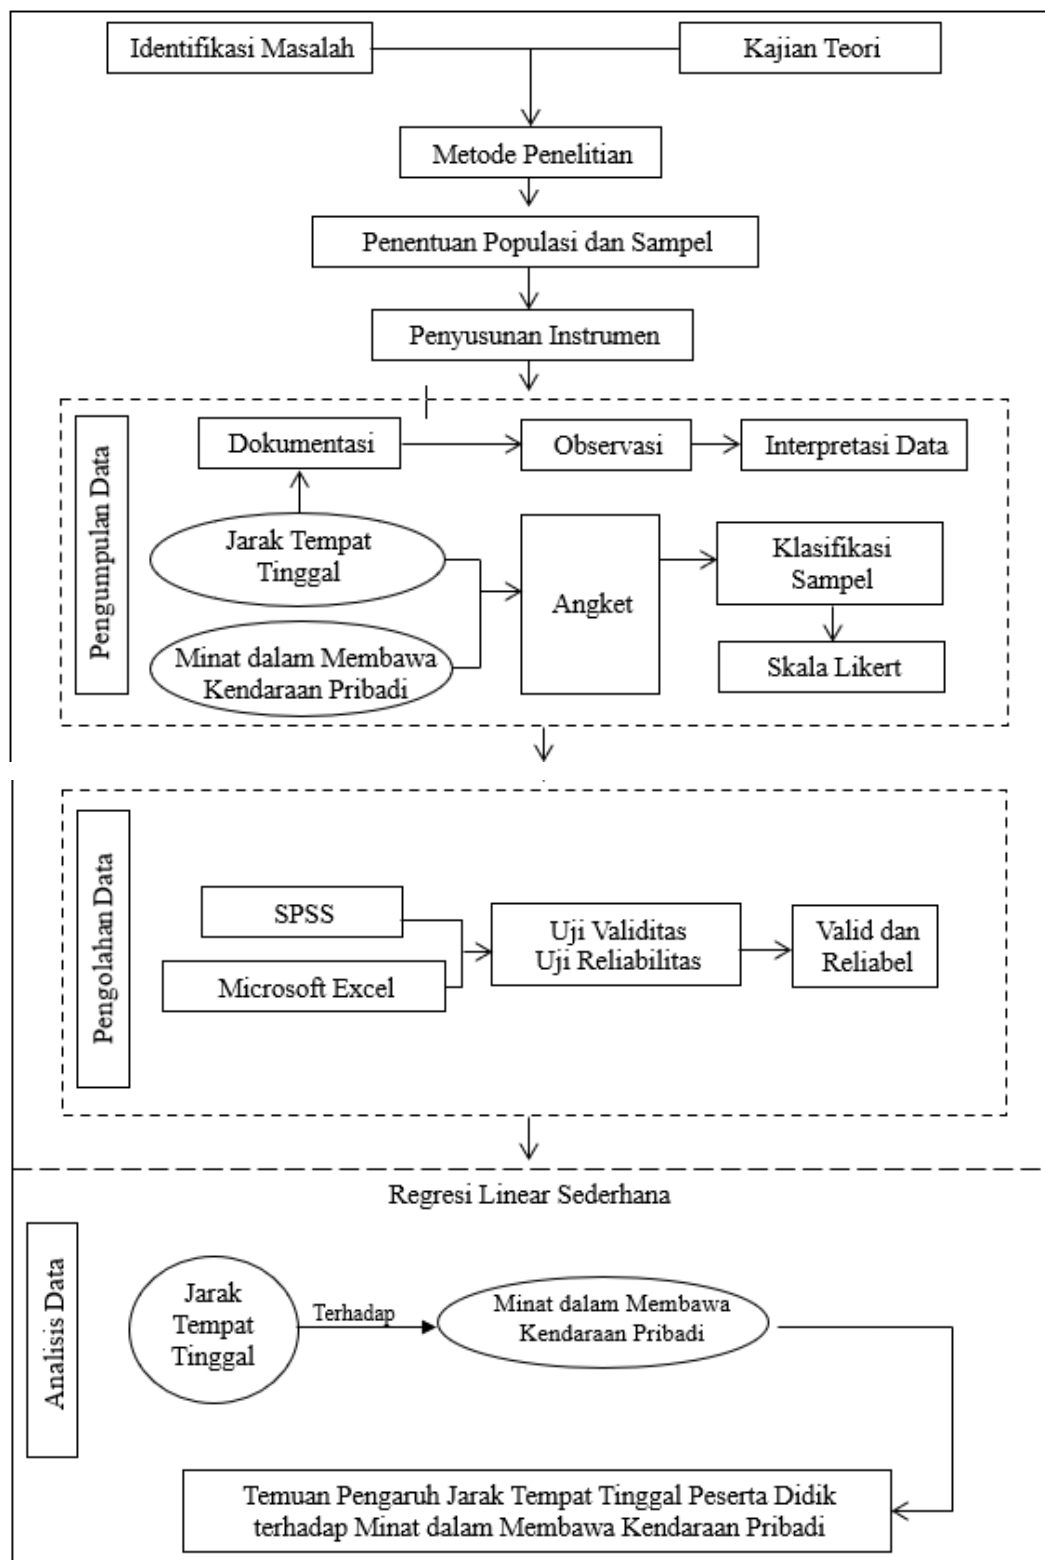 Identifikasi Masalah
Kajian Teori
Metode Penelitian
Penentuan Populasi dan Sampel
Penyusunan Instrumen
Pengumpulan Data
Dokumentasi
Observasi
Interpretasi Data
Jarak Tempat
Tinggal
Minat dalam Membawa
Kendaraan Pribadi
Angket
Klasifikasi
Sampel
Skala Likert
Pengolahan Data
SPSS
Microsoft Excel
Uji Validitas
Uji Reliabilitas
Valid dan
Reliabel
Regresi Linear Sederhana
Analisis Data
Jarak
Tempat
Tinggal
Terhadap
Minat dalam Membawa
Kendaraan Pribadi
Temuan Pengaruh Jarak Tempat Tinggal Peserta Didik
terhadap Minat dalam Membawa Kendaraan Pribadi